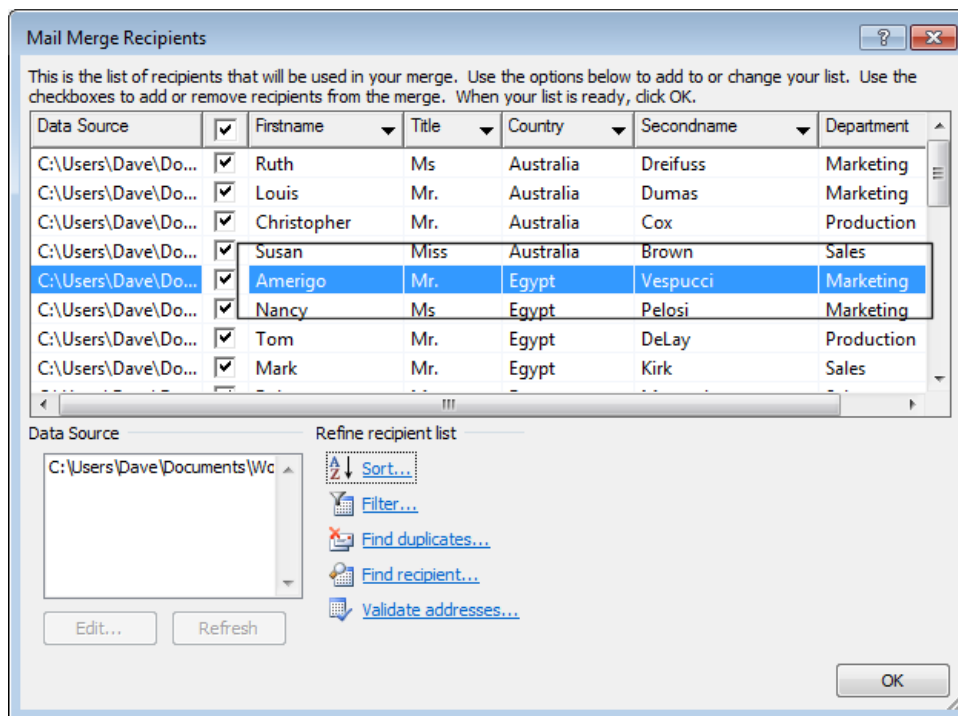 Mail Merge Recipients
This is the list of recipients that will be used in your merge. Use the options below to add to or change your list. Use the
checkboxes to add or remove recipients from the merge. When your list is ready, click OK.
Data Source Firstname Title Country Secondname Department
C:\Users\Dave\Do... Ruth Ms Australia Dreifuss Marketing
C:\Users\Dave\Do... Louis Mr. Australia Dumas Marketing
C:\Users\Dave\Do... Christopher Mr. Australia Cox Production
C:\Users\Dave\Do... Susan Miss Australia Brown Sales
C:\Users\Dave\Do... Amerigo Mr. Egypt Vespucci Marketing
C:\Users\Dave\Do... Nancy Ms Egypt Pelosi Marketing
C:\Users\Dave\Do... Tom Mr. Egypt DeLay Production
C:\Users\Dave\Do... Mark Mr. Egypt Kirk Sales
Data Source
C:\Users\Dave\Documents\Wo
Edit...
Refresh
Refine recipient list
Sort...
Filter...
Find duplicates...
Find recipient...
Validate addresses...
OK